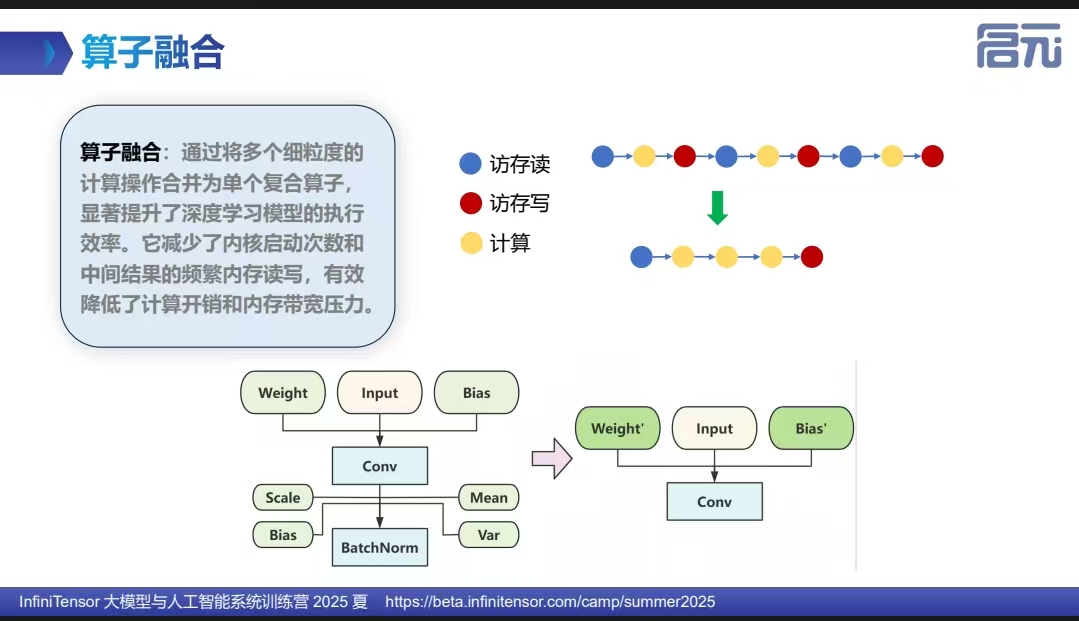 算子融合
启元
算子融合：通过将多个细粒度的
计算操作合并为单个复合算子，
显著提升了深度学习模型的执行
效率。它减少了内核启动次数和
中间结果的频繁内存读写，有效
降低了计算开销和内存带宽压力。
访存读
访存写
计算
Weight
Input
Bias
Conv
Scale
Mean
Bias
Var
BatchNorm
Weight'
Input
Bias'
Conv
InfiniTensor 大模型与人工智能系统训练营 2025 夏 https://beta.infinitensor.com/camp/summer2025